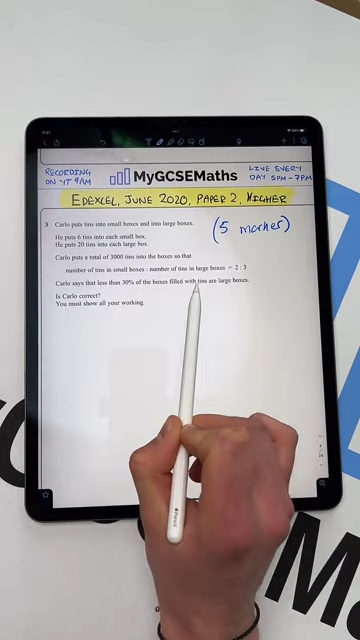 RECORDING
ON YT 9AM
MyGCSEMaths
LIVE EVERY
DAY 5PM-7PM
EDEXCEL, JUNE 2020, PAPER 2, HIGHER
3 Carlo puts tins into small boxes and into large boxes.
(5 marker)
He puts 6 tins into each small box.
He puts 20 tins into each large box.
Carlo puts a total of 3000 tins into the boxes so that
number of tins in small boxes : number of tins in large boxes = 2 : 3
Carlo says that less than 30% of the boxes filled with tins are large boxes.
Is Carlo correct?
You must show all your working.